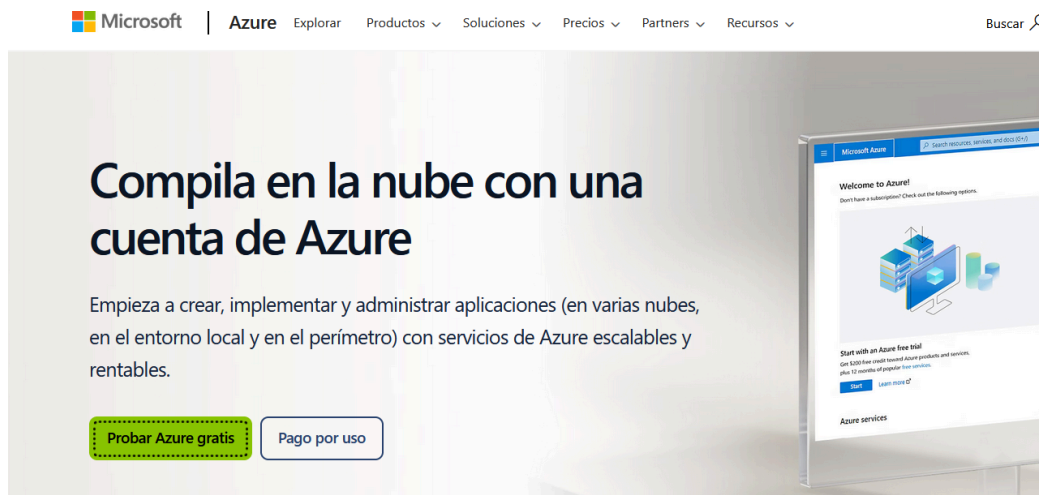 Microsoft Azure Explorar Productos Soluciones Precios Partners Recursos Buscar
Compila en la nube con una
cuenta de Azure
Empieza a crear, implementar y administrar aplicaciones (en varias nubes,
en el entorno local y en el perímetro) con servicios de Azure escalables y
rentables.
Probar Azure gratis Pago por uso
Microsoft Azure Search resources, services, and docs (G+/)
Welcome to Azure!
Don't have a subscription? Check out the following options.
Start with an Azure free trial
Get $200 free credit toward Azure products and services,
plus 12 months of popular free services.
Start Learn more
Azure services